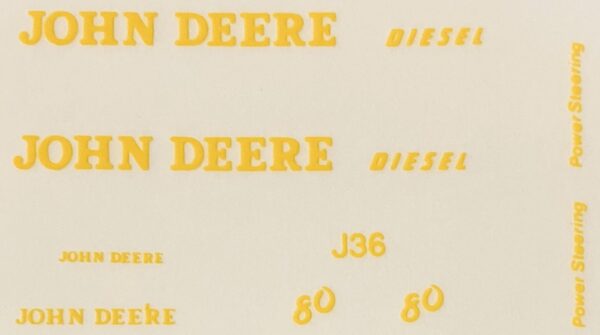 JOHN DEERE DIESEL
Power Steering
JOHN DEERE DIESEL
Power Steering
JOHN DEERE J36
JOHN DEERE 80 80